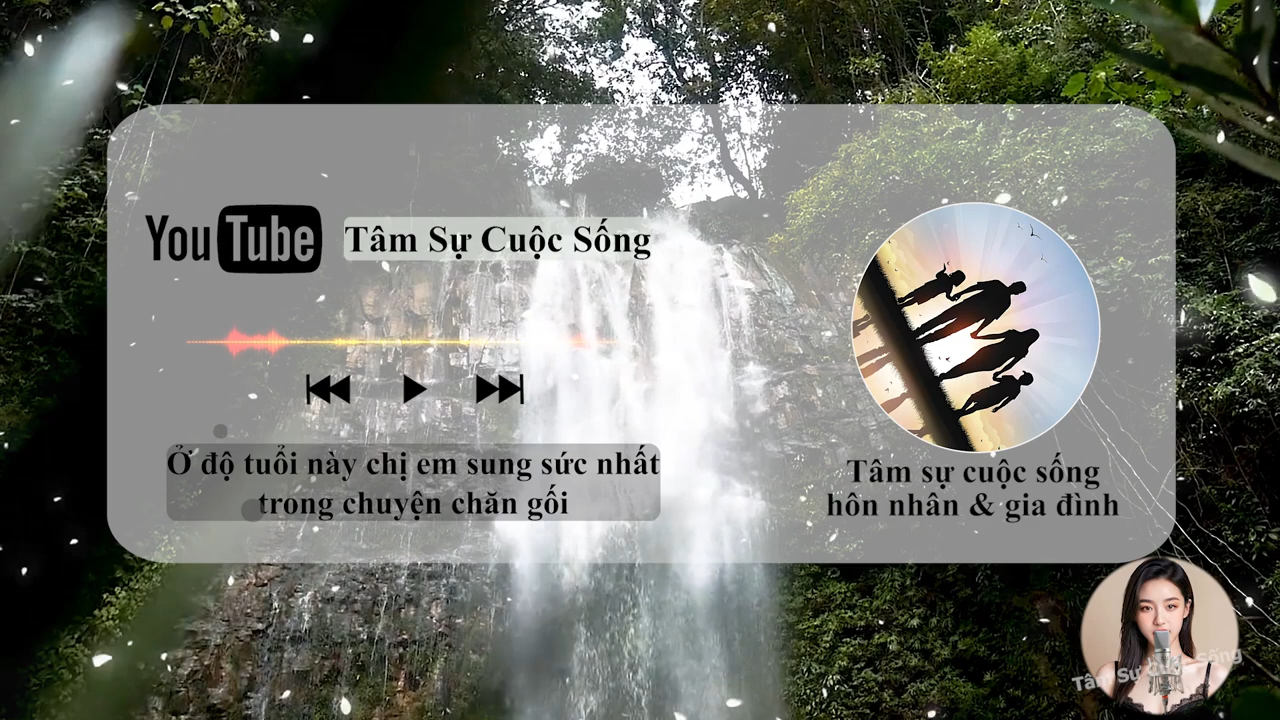 YouTube Tâm Sự Cuộc Sống
Ở độ tuổi này chị em sung sức nhất
trong chuyện chăn gối
Tâm sự cuộc sống
hôn nhân & gia đình
Tâm Sự Cuộc Sống